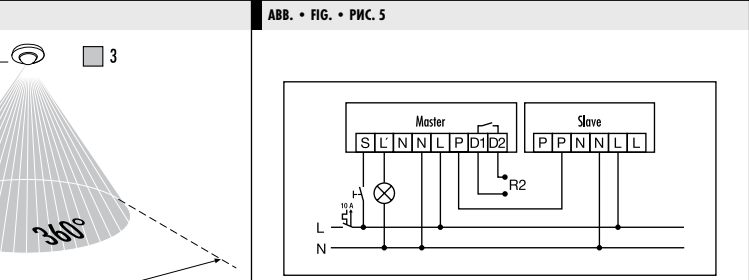 ABB. • FIG. • РИС. 5
3
360°
Master
Slave
S L' N N L P D1 D2
P P N N L L
R2
10 A
L
N